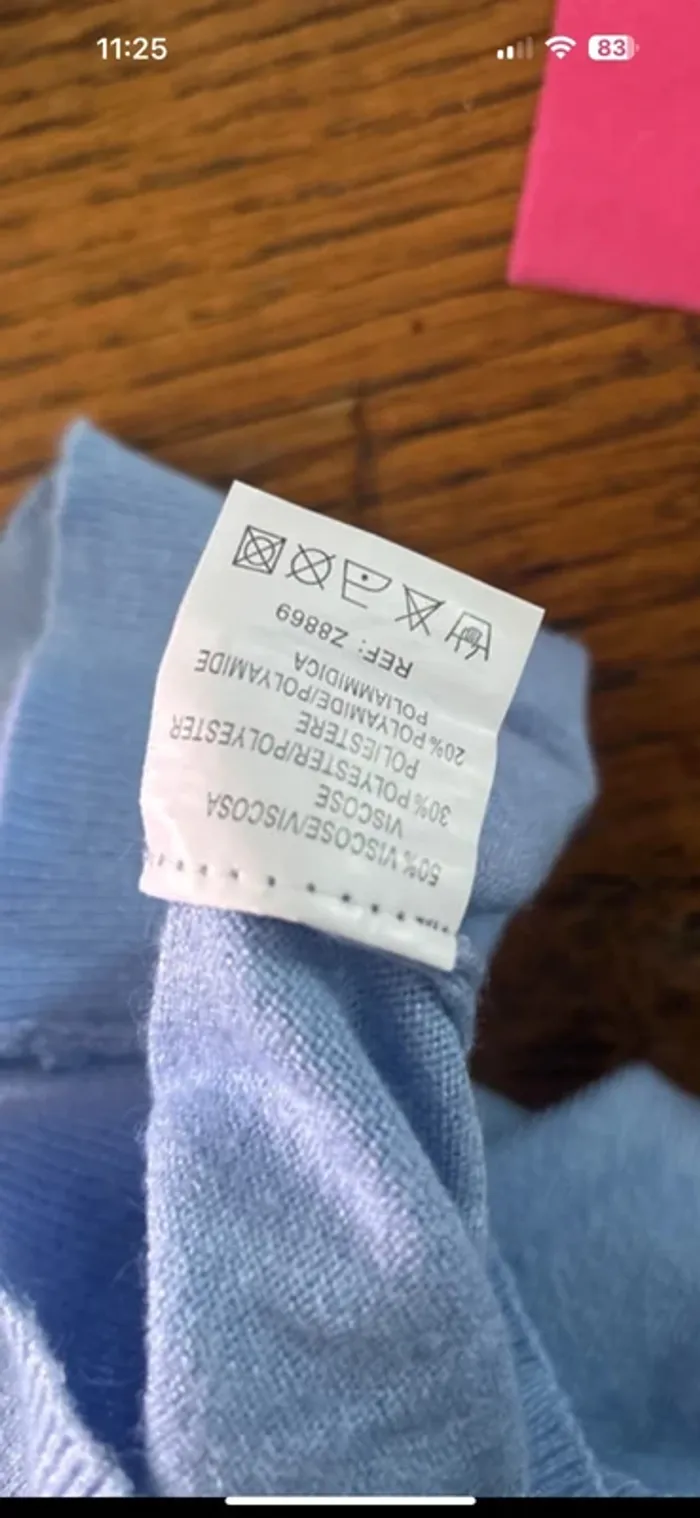 11:25
83
50% VISCOSE/VISCOSA
VISCOSE
30% POLYESTER/POLYESTER
POLIESTERE
20% POLYAMIDE/POLYAMIDE
POLIAMMIDICA
REF: Z8869